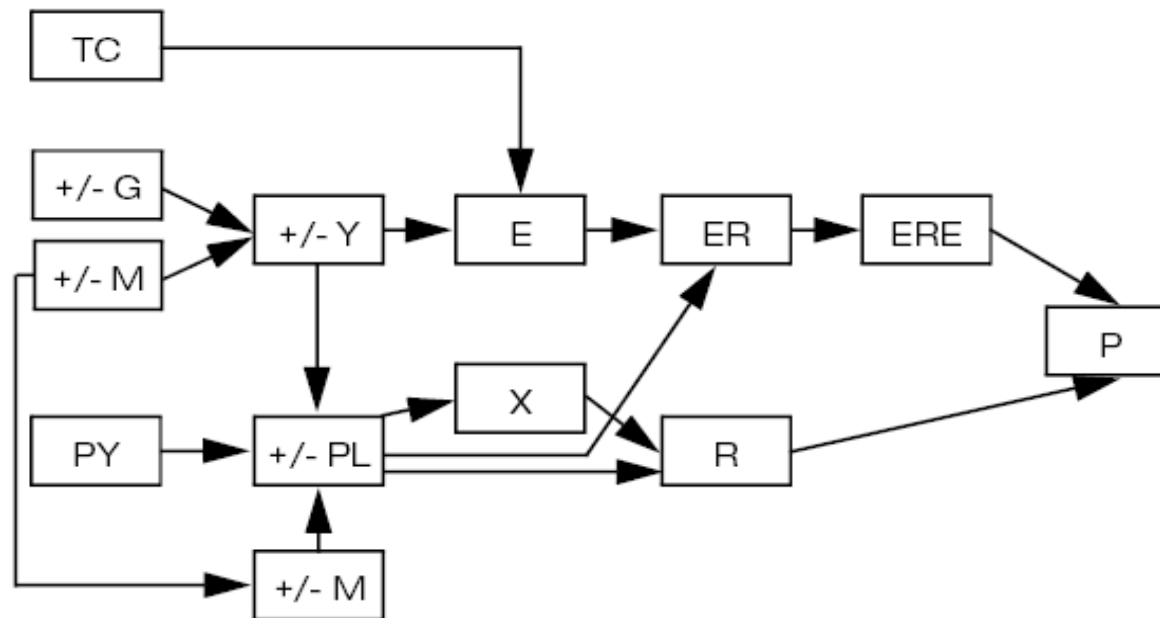 TC
+/- G
+/- Y
E
ER
ERE
+/- M
P
X
PY
+/- PL
R
+/- M